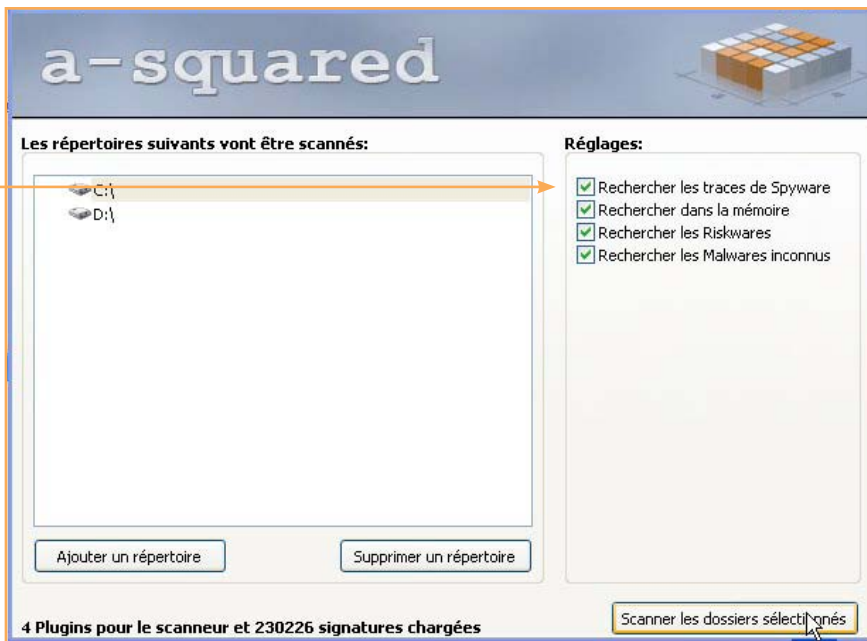 a-squared
Les répertoires suivants vont être scannés:
C:\
D:\
Ajouter un répertoire
Supprimer un répertoire
Réglages:
Rechercher les traces de Spyware
Rechercher dans la mémoire
Rechercher les Riskwares
Rechercher les Malwares inconnus
4 Plugins pour le scanneur et 230226 signatures chargées
Scanner les dossiers sélectionnés